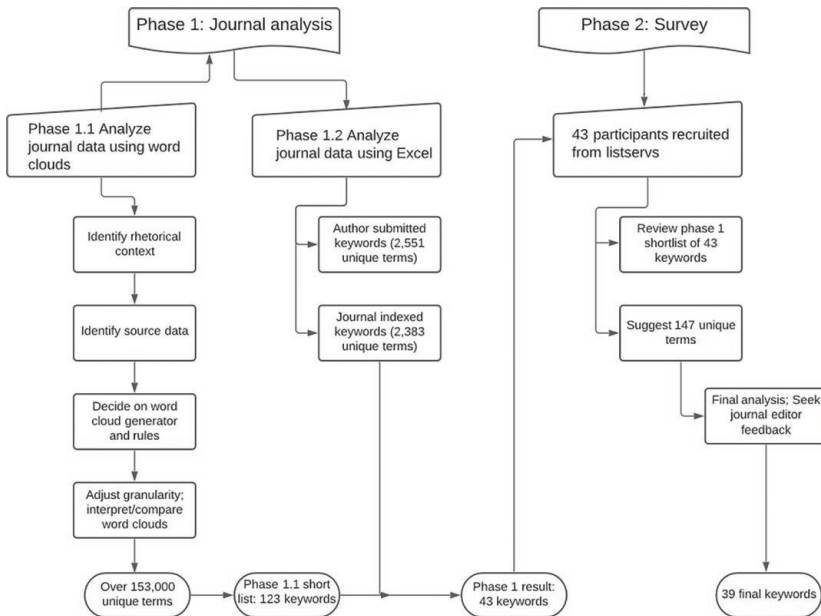 Phase 1: Journal analysis
Phase 2: Survey
Phase 1.1 Analyze
journal data using word
clouds
Phase 1.2 Analyze
journal data using Excel
43 participants recruited
from listservs
Identify rhetorical
context
Author submitted
keywords (2,551
unique terms)
Review phase 1
shortlist of 43
keywords
Identify source data
Journal indexed
keywords (2,383
unique terms)
Suggest 147 unique
terms
Decide on word
cloud generator
and rules
Final analysis; Seek
journal editor
feedback
Adjust granularity;
interpret/compare
word clouds
Over 153,000
unique terms
Phase 1.1 short
list: 123 keywords
Phase 1 result:
43 keywords
39 final keywords